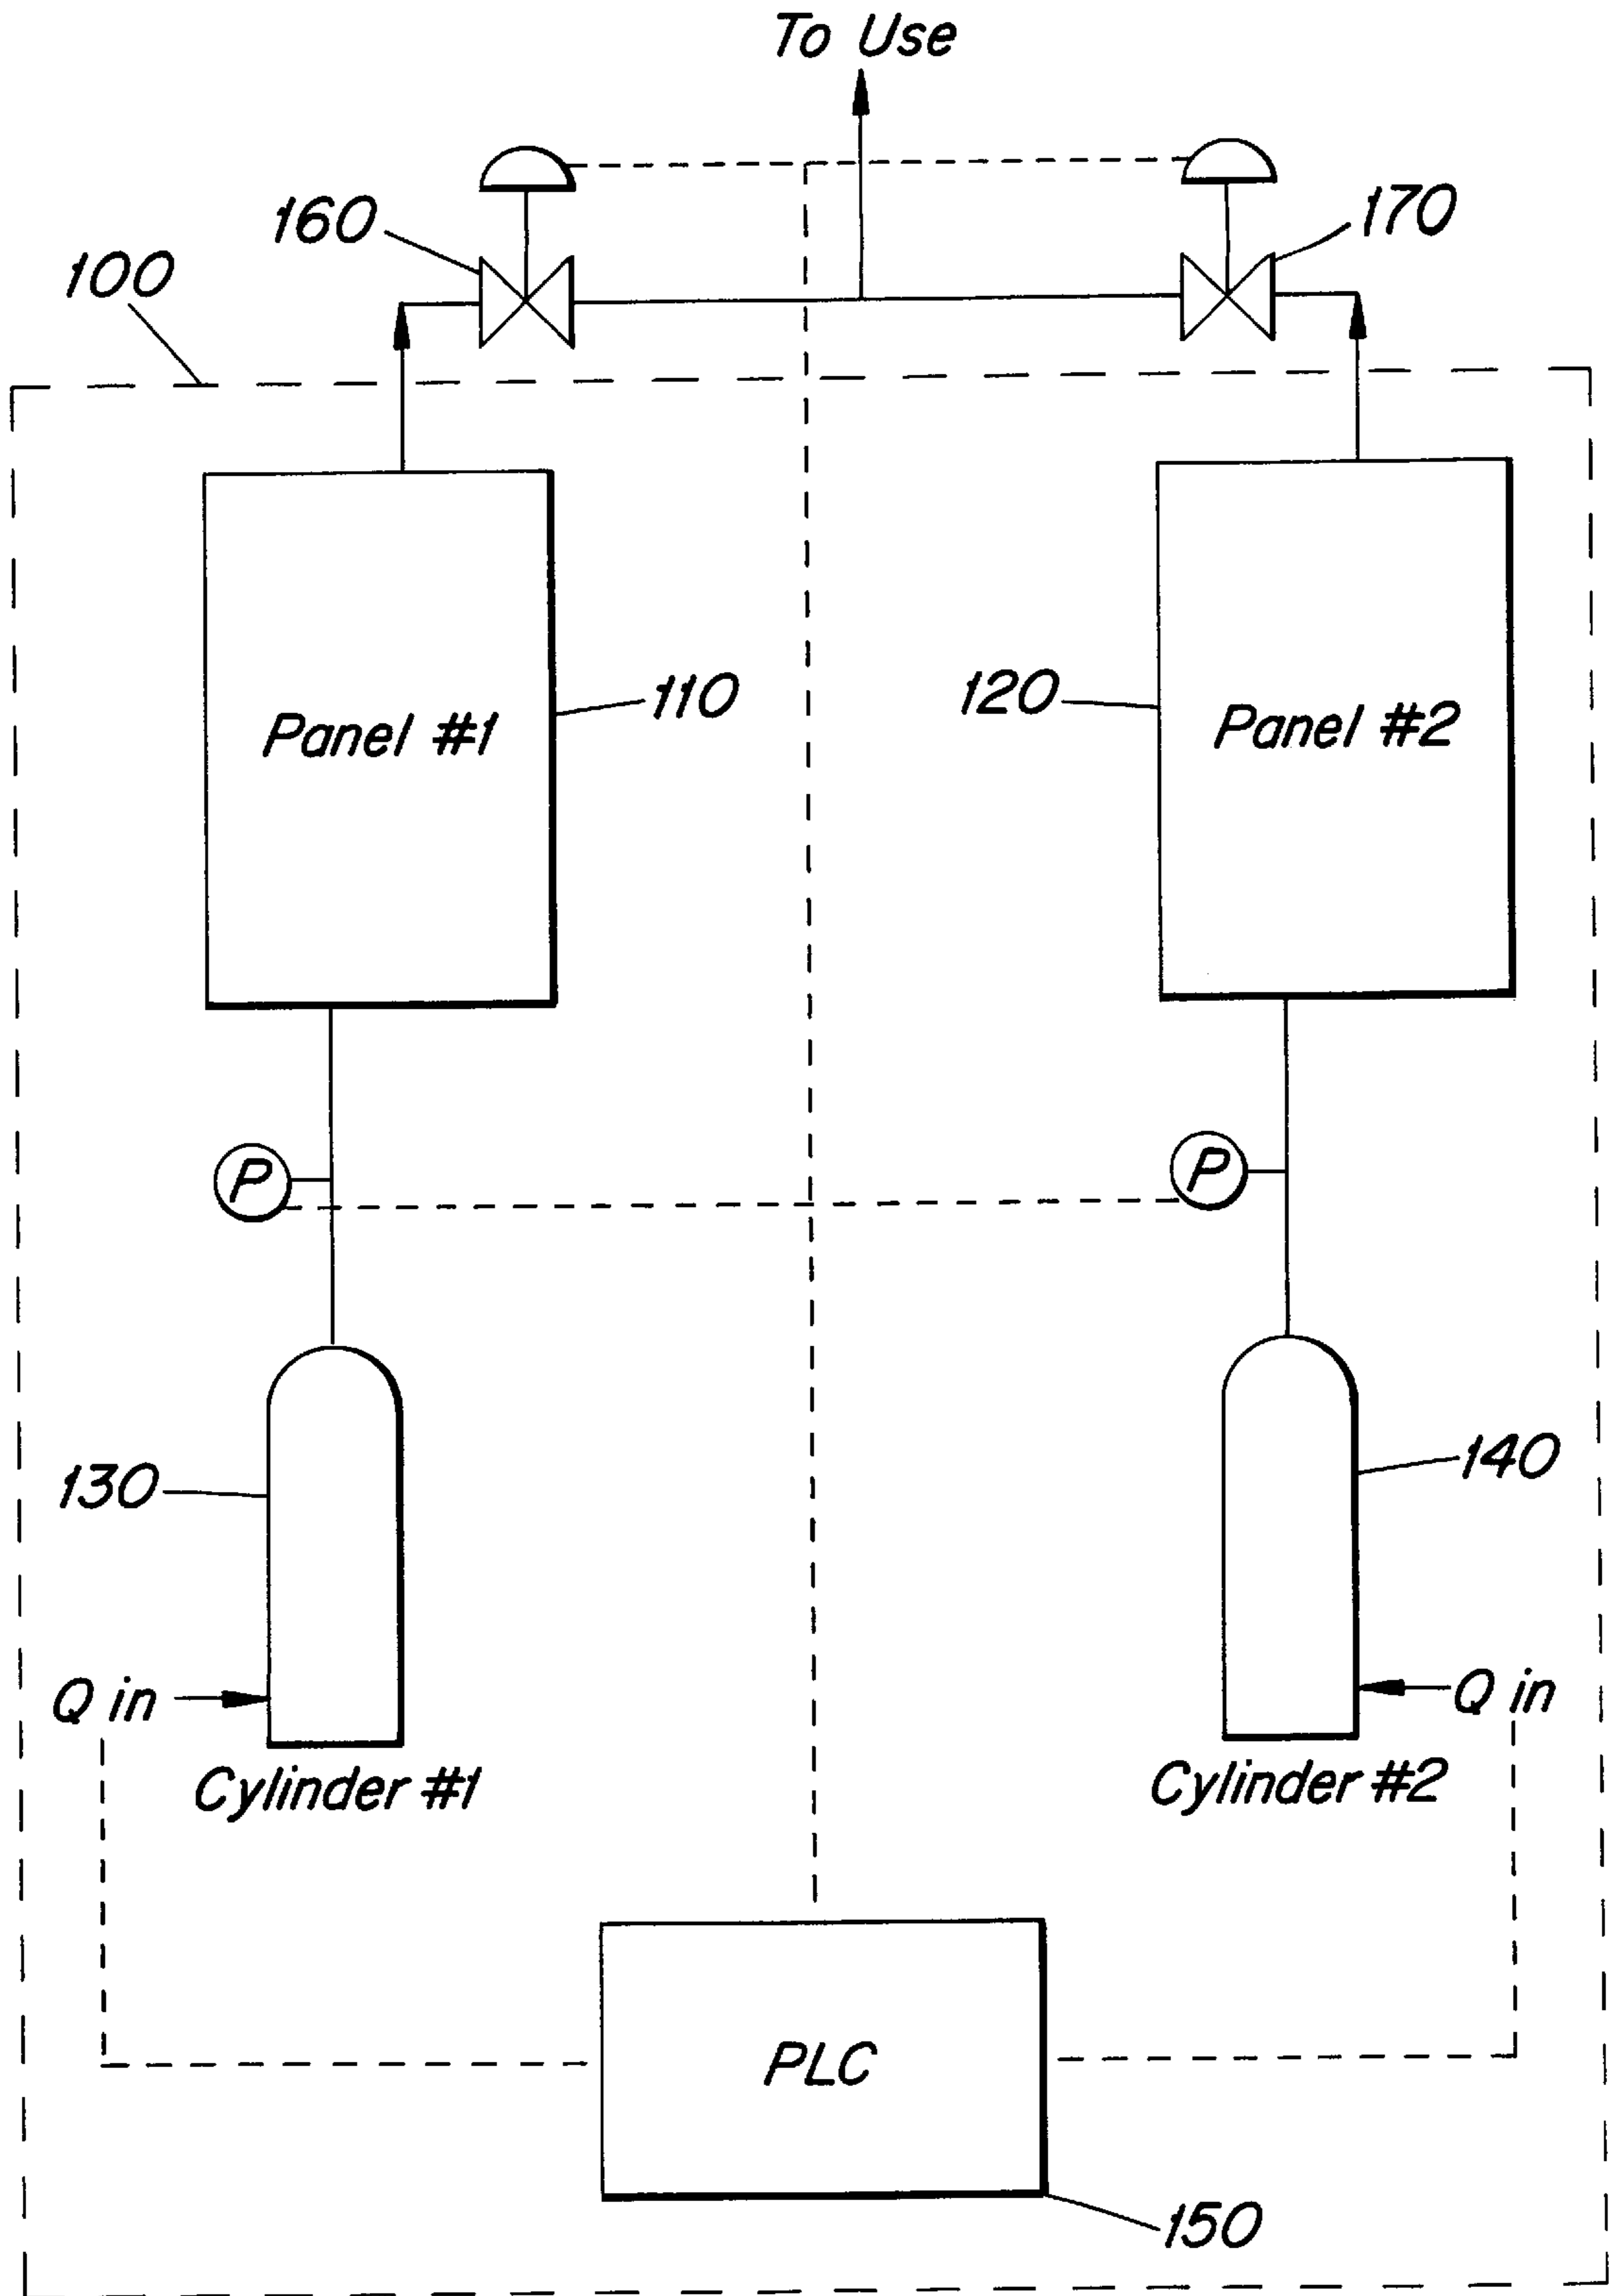 To Use
160
170
100
110
120
Panel #1
Panel #2
P
P
130
140
Q in
Q in
Cylinder #1
Cylinder #2
PLC
150